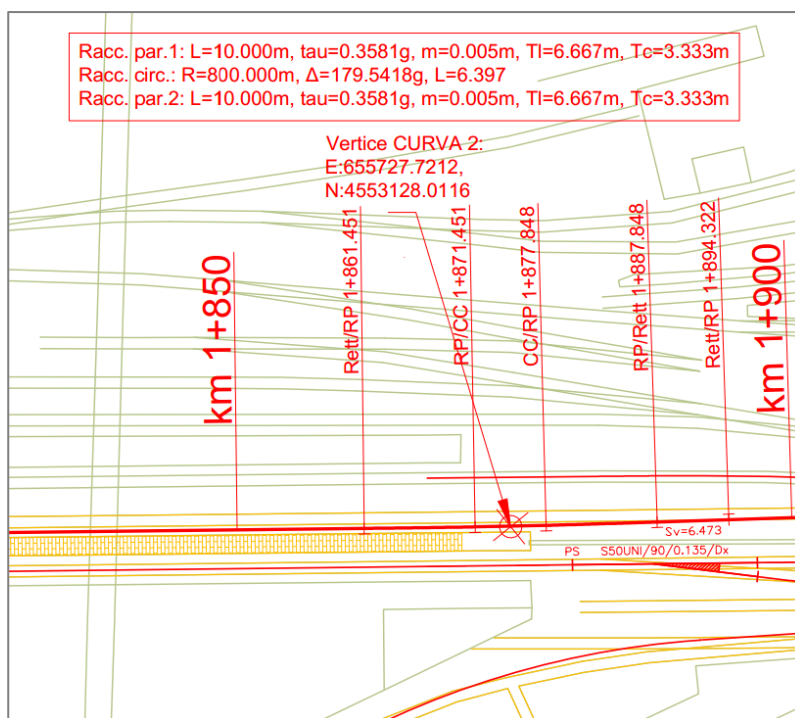 Racc. par.1: L=10.000m, tau=0.3581g, m=0.005m, Tl=6.667m, Tc=3.333m
Racc. circ.: R=800.000m, Δ=179.5418g, L=6.397
Racc. par.2: L=10.000m, tau=0.3581g, m=0.005m, Tl=6.667m, Tc=3.333m
Vertice CURVA 2:
E:655727.7212,
N:4553128.0116
km 1+850
Rett/RP 1+861.451
RP/CC 1+871.451
CC/RP 1+877.848
RP/Rett 1+887.848
Rett/RP 1+894.322
km 1+900
Sv=6.473
PS
S50UNI/90/0.135/Dx